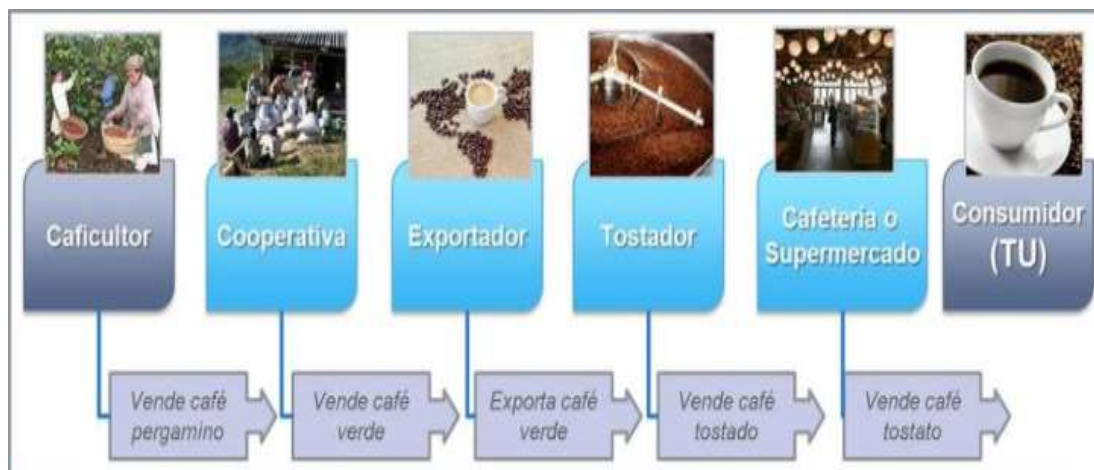 Caficultor
Cooperativa
Exportador
Tostador
Cafeteria o
Supermercado
Consumidor
(TU)
Vende café
pergamino
Vende café
verde
Exporta café
verde
Vende café
tostado
Vende café
tostato